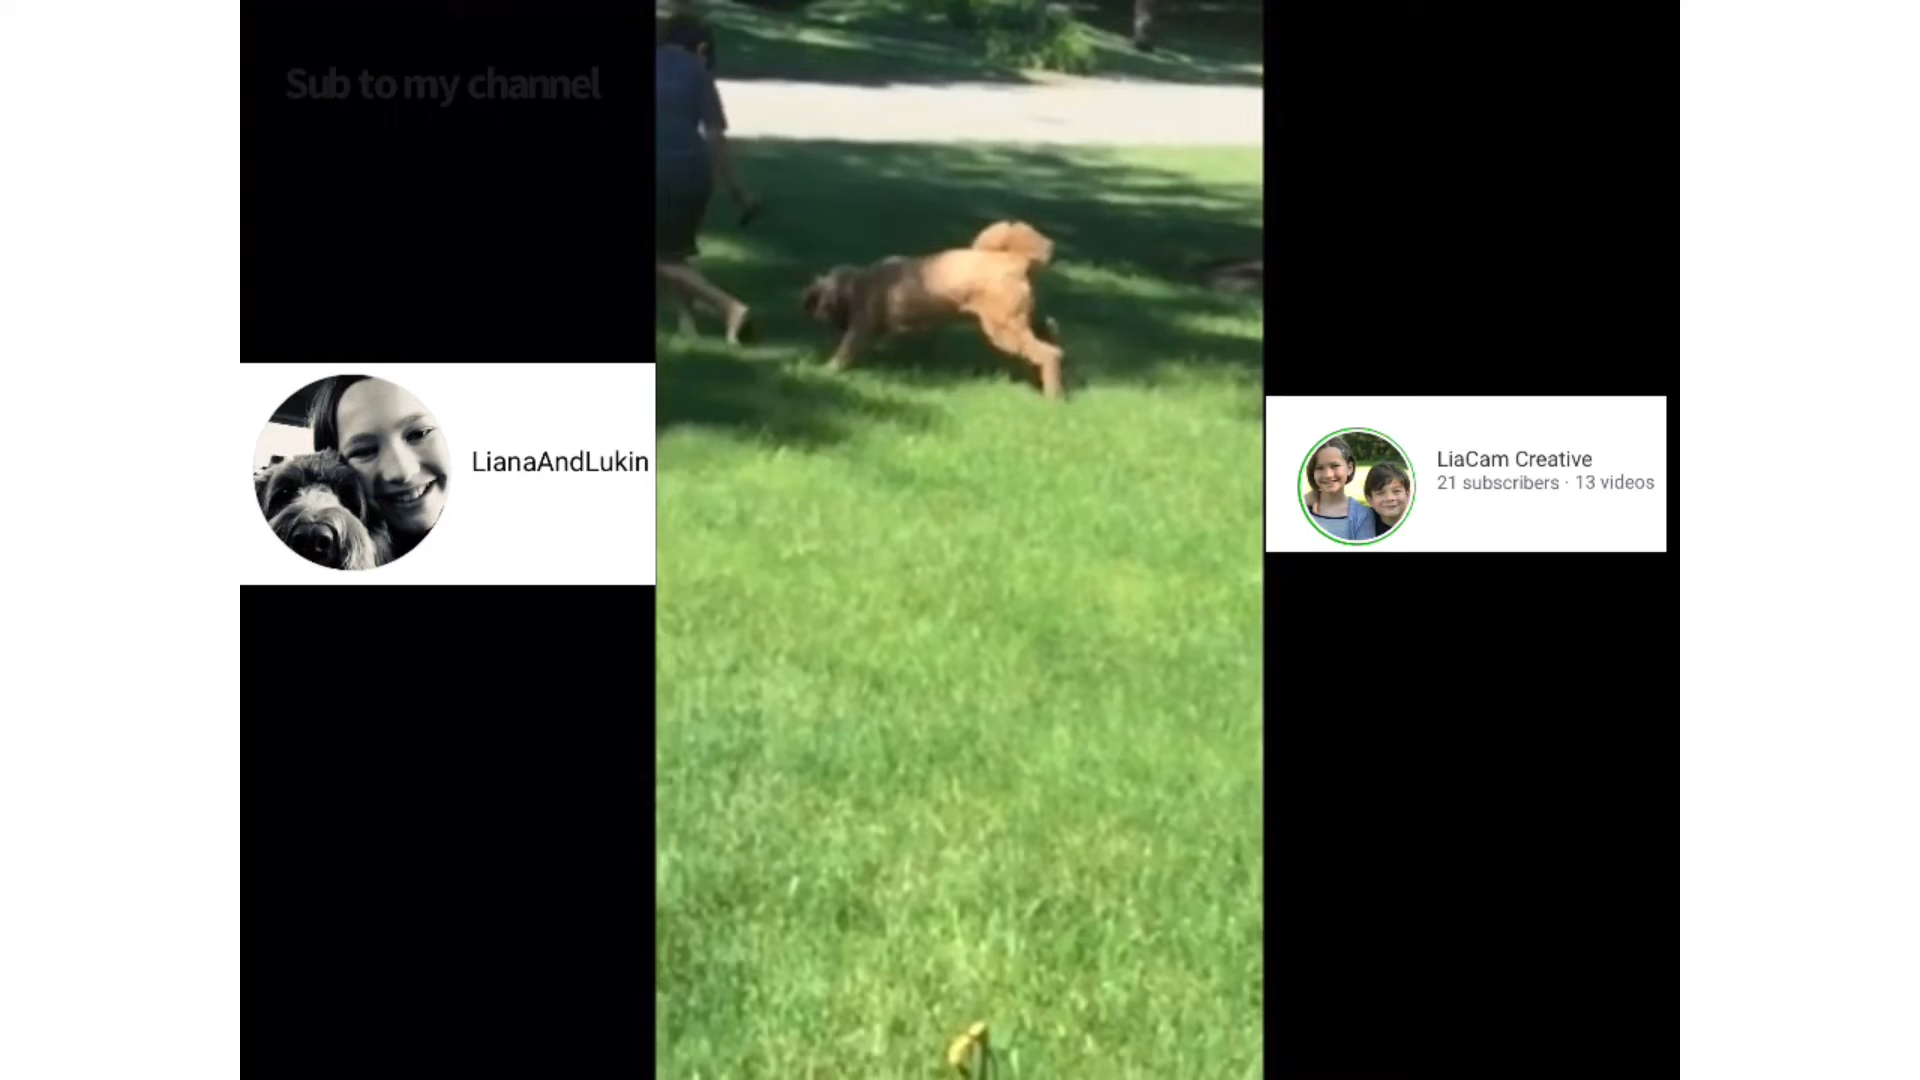 Sub to my channel
LianaAndLukin
LiaCam Creative
21 subscribers · 13 videos